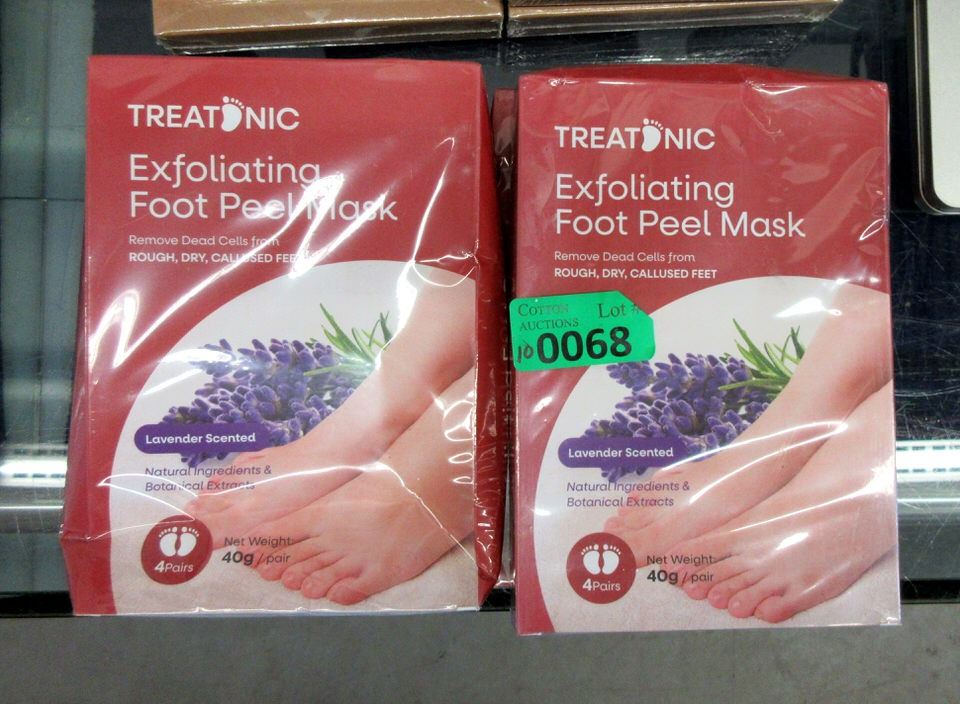 TREATONIC
Exfoliating
Foot Peel Mask
Remove Dead Cells from
ROUGH, DRY, CALLUSED FEET
Lavender Scented
Natural Ingredients &
Botanical Extracts
4Pairs
Net Weight:
40g / pair
TREATONIC
Exfoliating
Foot Peel Mask
Remove Dead Cells from
ROUGH, DRY, CALLUSED FEET
COTTON
AUCTIONS
Lot #
10
0068
Lavender Scented
Natural Ingredients &
Botanical Extracts
4Pairs
Net Weight:
40g / pair